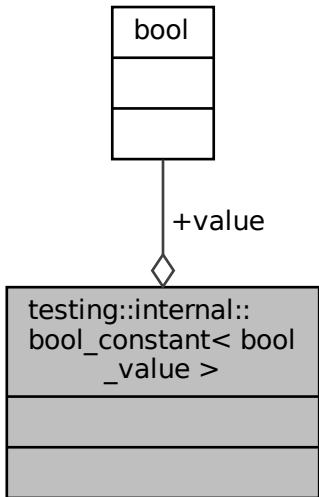 bool
+value
testing::internal::
bool_constant< bool
_value >